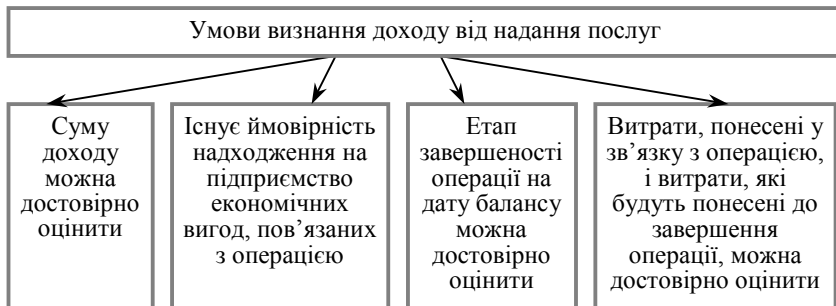 Умови визнання доходу від надання послуг
Суму
доходу
можна
достовірно
оцінити
Існує ймовірність
надходження на
підприємство
економічних
вигод, пов’язаних
з операцією
Етап
завершеності
операції на
дату балансу
можна
достовірно
оцінити
Витрати, понесені у
зв’язку з операцією,
і витрати, які
будуть понесені до
завершення
операції, можна
достовірно оцінити